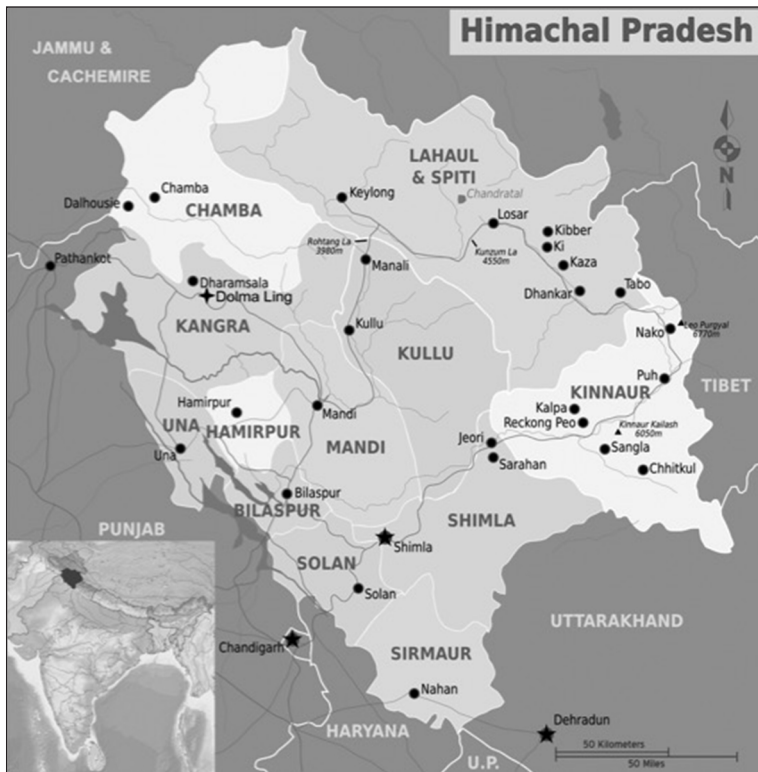 Himachal Pradesh
JAMMU &
CACHEMIRE
LAHAUL
& SPITI
Chandratal
Keylong
Chamba
Dalhousie
CHAMBA
Losar
Kibber
Ki
Kaza
Rohtang La
3980m
Kunzum La
4550m
N
Pathankot
Manali
Dharamsala
Dolma Ling
Dhankar
Tabo
KANGRA
Kullu
KULLU
Nako
Leo Purgyal
6770m
Puh
TIBET
KINNAUR
Hamirpur
Mandi
Kalpa
Reckong Peo
Kinnaur Kailash
6050m
UNA
HAMIRPUR
MANDI
Jeori
Sangla
Una
Sarahan
Chhitkul
Bilaspur
BILASPUR
SHIMLA
PUNJAB
Shimla
SOLAN
Solan
UTTARAKHAND
Chandigarh
SIRMAUR
Nahan
HARYANA
Dehradun
U.P.
50 Kilometers
50 Miles